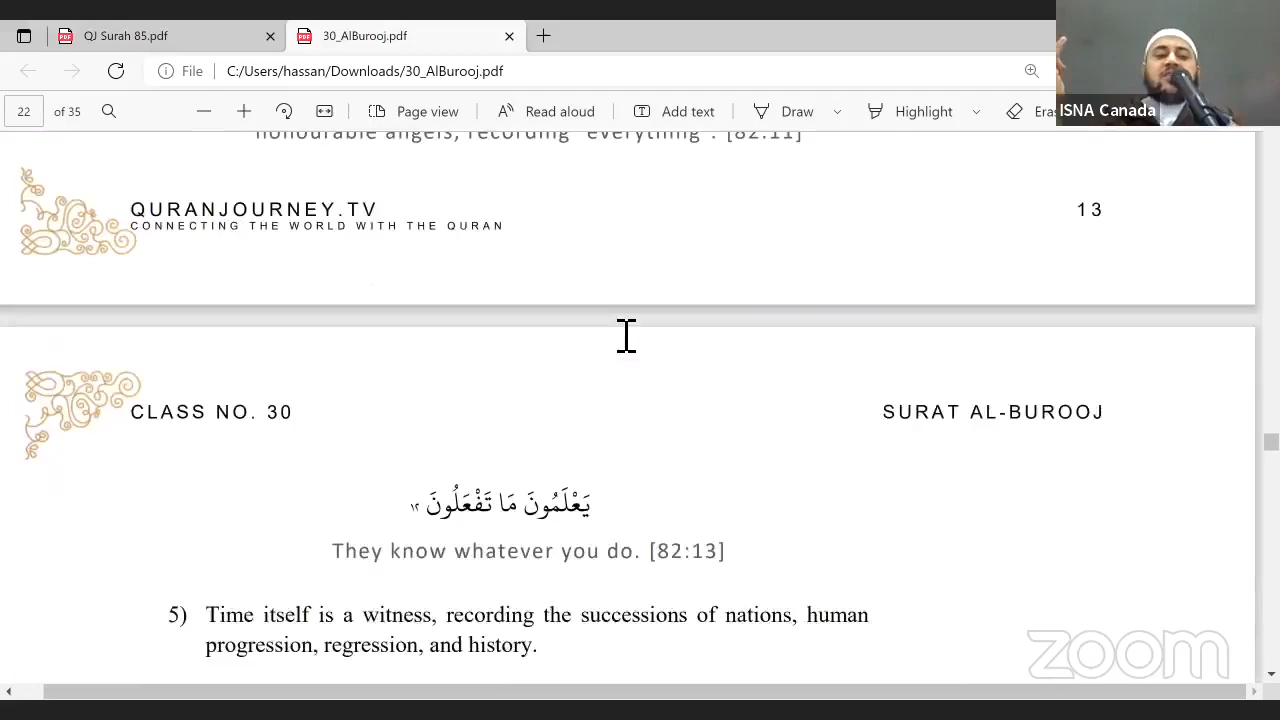 QJ Surah 85.pdf
30_AlBurooj.pdf
File
C:/Users/hassan/Downloads/30_AlBurooj.pdf
22
of 35
Page view
Read aloud
Add text
Draw
Highlight
Era
ISNA Canada
honourable angels, recording "everything". [82:11]
QURANJOURNEY.TV
13
CONNECTING THE WORLD WITH THE QURAN
CLASS NO. 30
SURAT AL-BUROOJ
يَعْلَمُونَ مَا تَفْعَلُونَ ١٢
They know whatever you do. [82:13]
5) Time itself is a witness, recording the successions of nations, human
progression, regression, and history.
zoom